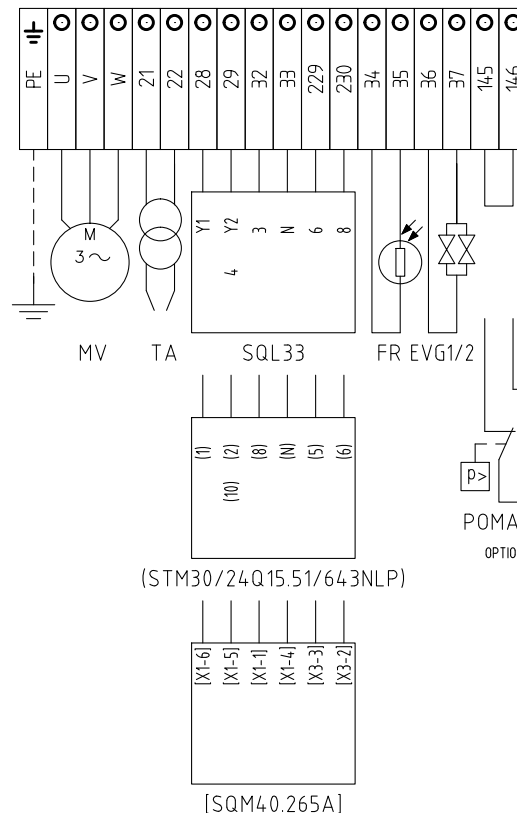 PE U V W 21 22 28 29 32 33 229 230 34 35 36 37 145 146
M
3~
Y1 Y2 3 N 6 8
4
MV TA SQL33 FR EVG1/2
(1) (2) (8) (N) (5) (6)
(10)
p>
POMA
OPTIO
(STM30/24Q15.51/643NLP)
[X1-6] [X1-5] [X1-1] [X1-4] [X3-3] [X3-2]
[SQM40.265A]